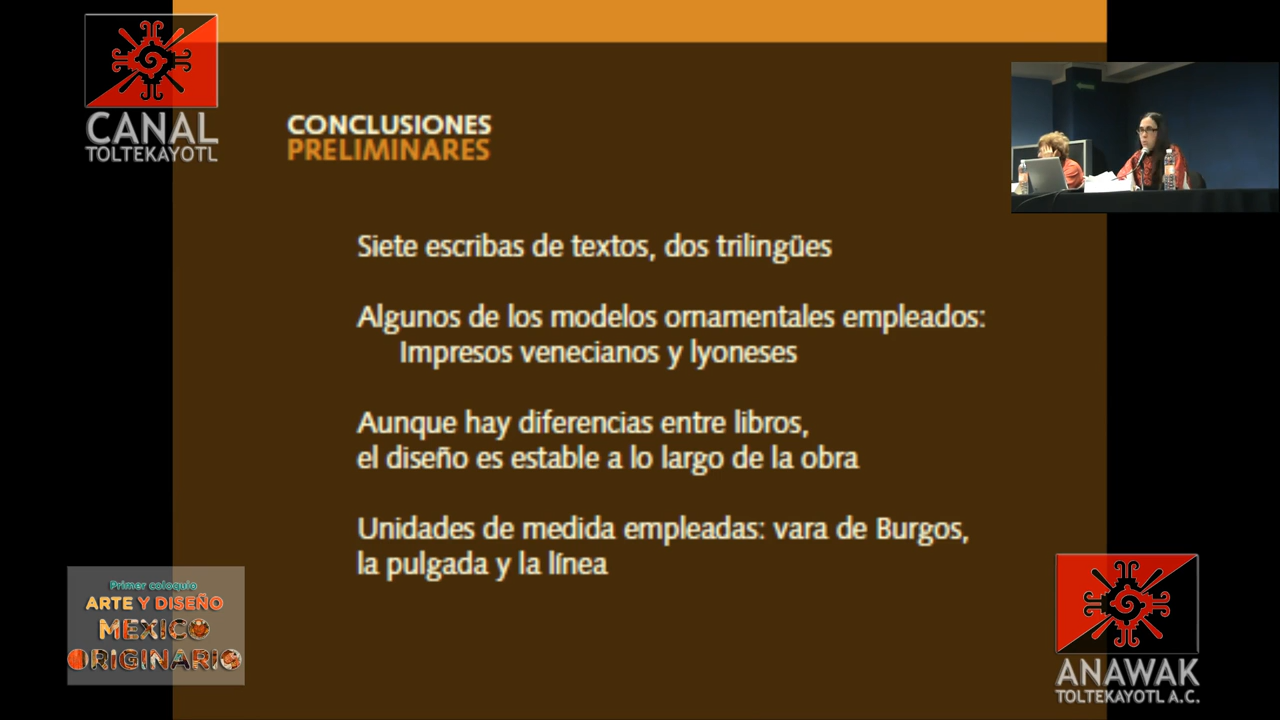 CANAL
TOLTEKAYOTL
CONCLUSIONES
PRELIMINARES
Siete escribas de textos, dos trilingües
Algunos de los modelos ornamentales empleados:
Impresos venecianos y lyoneses
Aunque hay diferencias entre libros,
el diseño es estable a lo largo de la obra
Unidades de medida empleadas: vara de Burgos,
la pulgada y la línea
Primer coloquio
ARTE Y DISEÑO
MEXICO
ORIGINARIO
ANAWAK
TOLTEKAYOTL A.C.